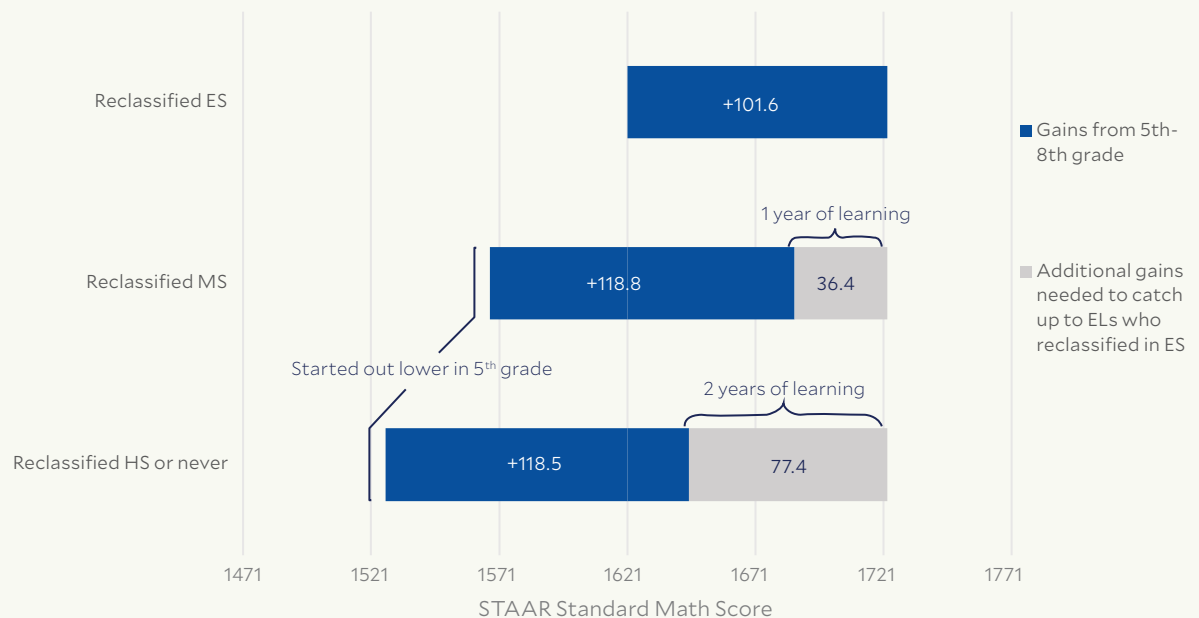 Reclassified ES
+101.6
Gains from 5th-
8th grade
1 year of learning
Reclassified MS
+118.8
36.4
Additional gains
needed to catch
up to ELs who
reclassified in ES
Started out lower in 5th grade
2 years of learning
Reclassified HS or never
+118.5
77.4
1471
1521
1571
1621
1671
1721
1771
STAAR Standard Math Score